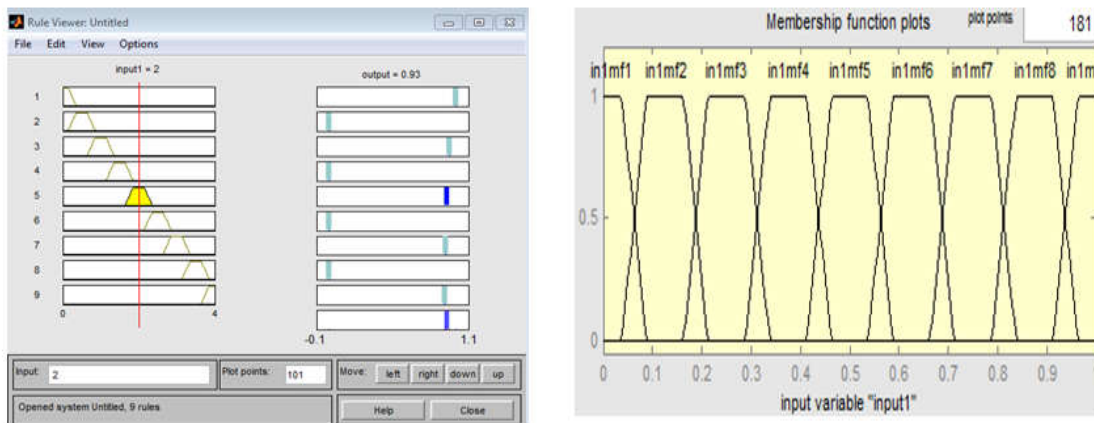 Rule Viewer: Untitled
File Edit View Options
input1 = 2
output = 0.93
1
2
3
4
5
6
7
8
9
0 4
-0.1 1.1
Input: 2
Plot points: 101
Move: left right down up
Opened system Untitled, 9 rules
Help Close
Membership function plots plot points: 181
in1mf1 in1mf2 in1mf3 in1mf4 in1mf5 in1mf6 in1mf7 in1mf8 in1m
1
0.5
0
0 0.1 0.2 0.3 0.4 0.5 0.6 0.7 0.8 0.9
input variable "input1"